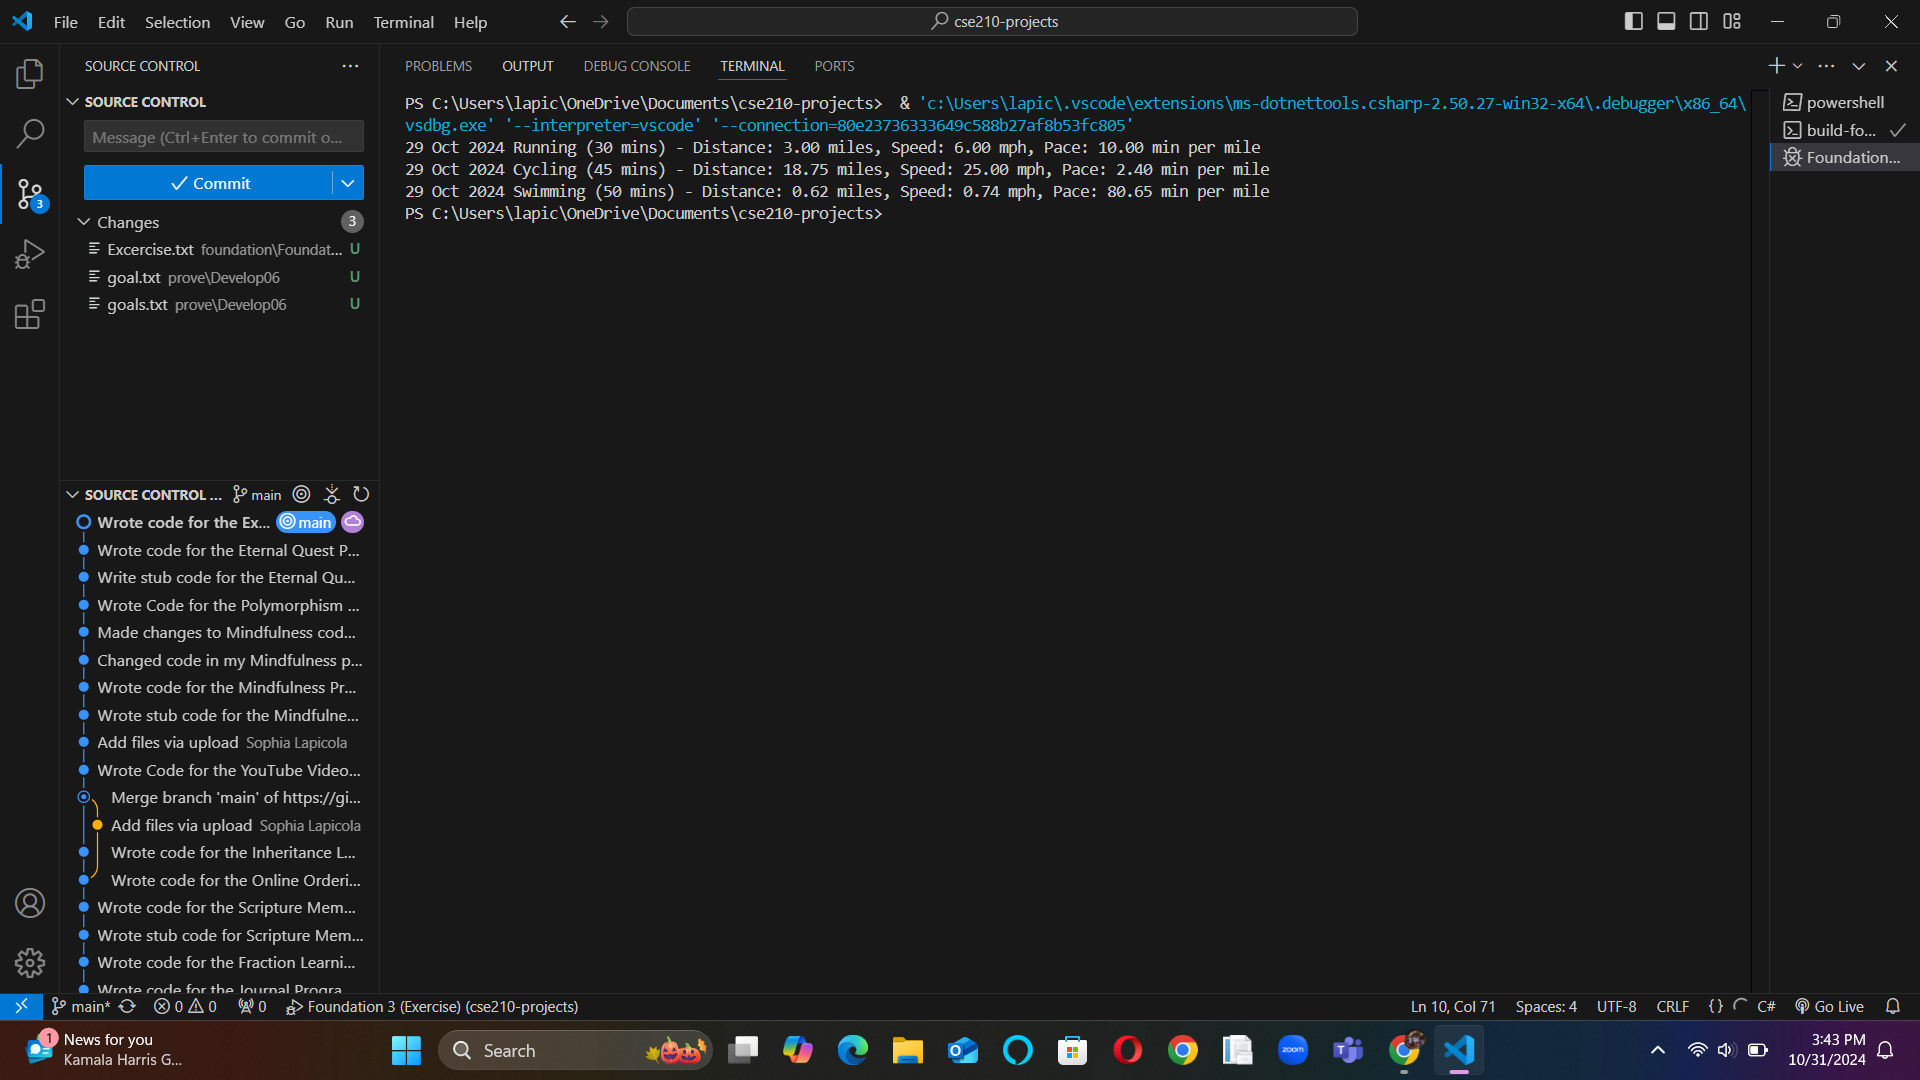 File Edit Selection View Go Run Terminal Help
cse210-projects
SOURCE CONTROL
SOURCE CONTROL
Message (Ctrl+Enter to commit o...
Commit
Changes 3
Excercise.txt foundation\Foundat... U
goal.txt prove\Develop06 U
goals.txt prove\Develop06 U
3
SOURCE CONTROL ... main
Wrote code for the Ex... main
Wrote code for the Eternal Quest P...
Write stub code for the Eternal Qu...
Wrote Code for the Polymorphism ...
Made changes to Mindfulness cod...
Changed code in my Mindfulness p...
Wrote code for the Mindfulness Pr...
Wrote stub code for the Mindfulne...
Add files via upload Sophia Lapicola
Wrote Code for the YouTube Video...
Merge branch 'main' of https://gi...
Add files via upload Sophia Lapicola
Wrote code for the Inheritance L...
Wrote code for the Online Orderi...
Wrote code for the Scripture Mem...
Wrote stub code for Scripture Mem...
Wrote code for the Fraction Learni...
Wrote code for the Journal Progra
PROBLEMS OUTPUT DEBUG CONSOLE TERMINAL PORTS
PS C:\Users\lapic\OneDrive\Documents\cse210-projects>  & 'c:\Users\lapic\.vscode\extensions\ms-dotnettools.csharp-2.50.27-win32-x64\.debugger\x86_64\
vsdbg.exe' '--interpreter=vscode' '--connection=80e23736333649c588b27af8b53fc805'
29 Oct 2024 Running (30 mins) - Distance: 3.00 miles, Speed: 6.00 mph, Pace: 10.00 min per mile
29 Oct 2024 Cycling (45 mins) - Distance: 18.75 miles, Speed: 25.00 mph, Pace: 2.40 min per mile
29 Oct 2024 Swimming (50 mins) - Distance: 0.62 miles, Speed: 0.74 mph, Pace: 80.65 min per mile
PS C:\Users\lapic\OneDrive\Documents\cse210-projects>
powershell
build-fo...
Foundation...
main* 0 0 0 Foundation 3 (Exercise) (cse210-projects)
Ln 10, Col 71 Spaces: 4 UTF-8 CRLF {} C# Go Live
1
News for you
Kamala Harris G...
Search
zoom
3:43 PM
10/31/2024